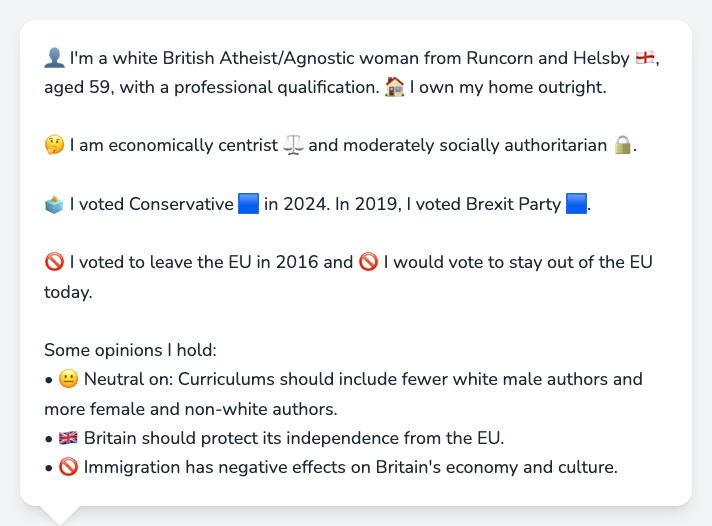 👤 I'm a white British Atheist/Agnostic woman from Runcorn and Helsby 🏴󠁧󠁢󠁥󠁮󠁧󠁿,
aged 59, with a professional qualification. 🏠 I own my home outright.
🤔 I am economically centrist ⚖️ and moderately socially authoritarian 🔒.
🗳️ I voted Conservative 🟦 in 2024. In 2019, I voted Brexit Party 🟦.
🚫 I voted to leave the EU in 2016 and 🚫 I would vote to stay out of the EU
today.
Some opinions I hold:
• 😐 Neutral on: Curriculums should include fewer white male authors and
more female and non-white authors.
• 🇬🇧 Britain should protect its independence from the EU.
• 🚫 Immigration has negative effects on Britain's economy and culture.